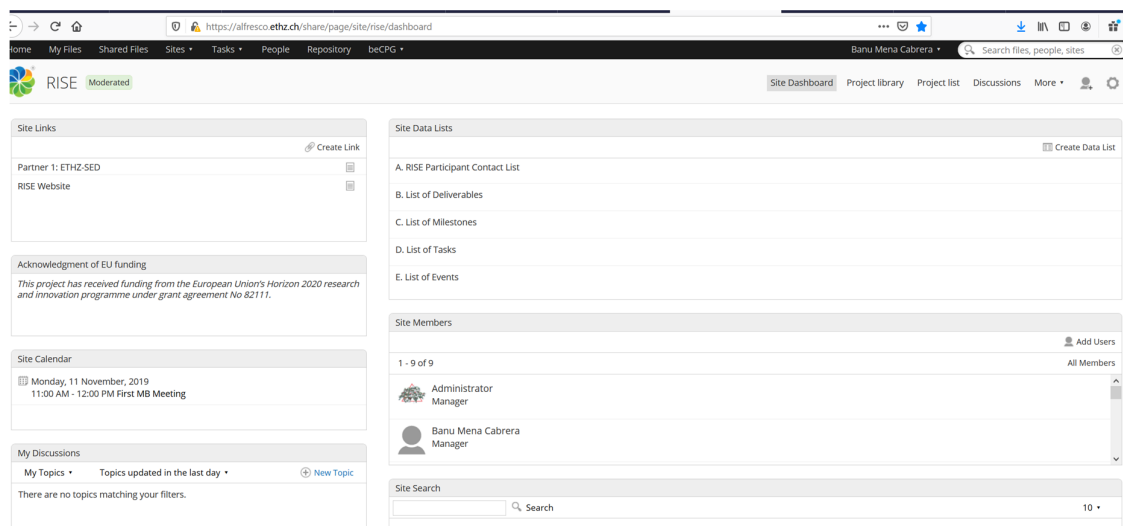 https://alfresco.ethz.ch/share/page/site/rise/dashboard
Home My Files Shared Files Sites Tasks People Repository beCPG Banu Mena Cabrera Search files, people, sites
RISE Moderated Site Dashboard Project library Project list Discussions More
Site Links
Create Link
Partner 1: ETHZ-SED
RISE Website
Acknowledgment of EU funding
This project has received funding from the European Union's Horizon 2020 research
and innovation programme under grant agreement No 82111.
Site Calendar
Monday, 11 November, 2019
11:00 AM - 12:00 PM First MB Meeting
My Discussions
My Topics Topics updated in the last day New Topic
There are no topics matching your filters.
Site Data Lists
Create Data List
A. RISE Participant Contact List
B. List of Deliverables
C. List of Milestones
D. List of Tasks
E. List of Events
Site Members
Add Users
1 - 9 of 9 All Members
Administrator
Manager
Banu Mena Cabrera
Manager
Site Search
Search 10